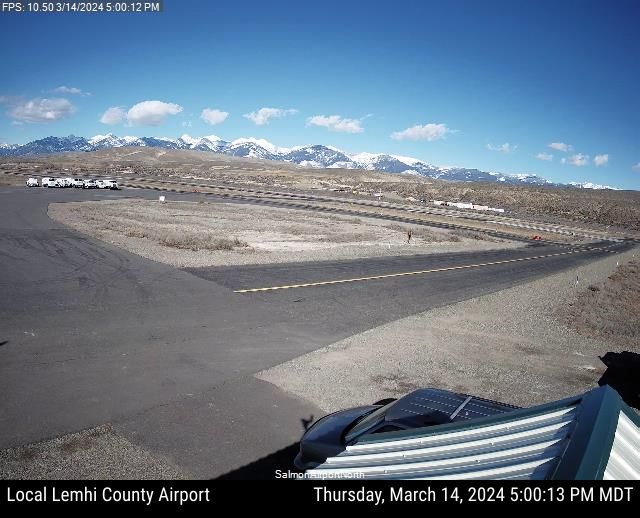 FPS: 10.50 3/14/2024 5:00:12 PM
SalmonAirportNorth
Local Lemhi County Airport Thursday, March 14, 2024 5:00:13 PM MDT